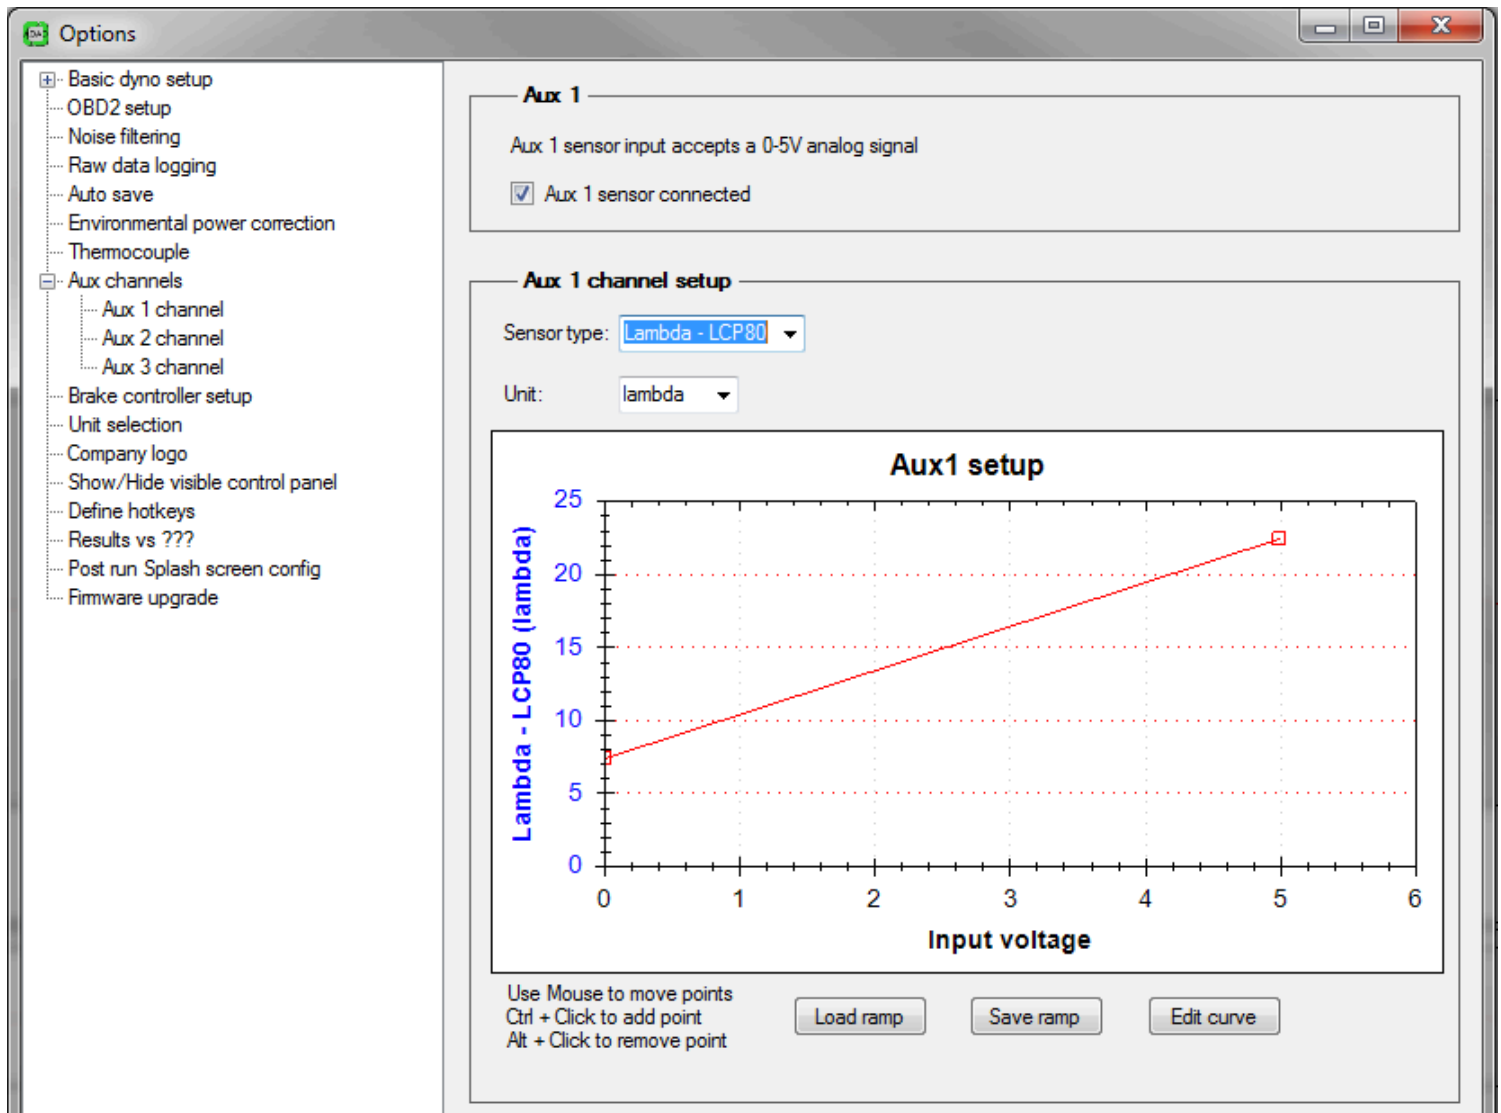 Options
Basic dyno setup
OBD2 setup
Noise filtering
Raw data logging
Auto save
Environmental power correction
Thermocouple
Aux channels
Aux 1 channel
Aux 2 channel
Aux 3 channel
Brake controller setup
Unit selection
Company logo
Show/Hide visible control panel
Define hotkeys
Results vs ???
Post run Splash screen config
Firmware upgrade
Aux 1
Aux 1 sensor input accepts a 0-5V analog signal
Aux 1 sensor connected
Aux 1 channel setup
Sensor type: Lambda - LCP80
Unit: lambda
Aux1 setup
Lambda - LCP80 (lambda)
25
20
15
10
5
0
0 1 2 3 4 5 6
Input voltage
Use Mouse to move points
Ctrl + Click to add point
Alt + Click to remove point
Load ramp
Save ramp
Edit curve